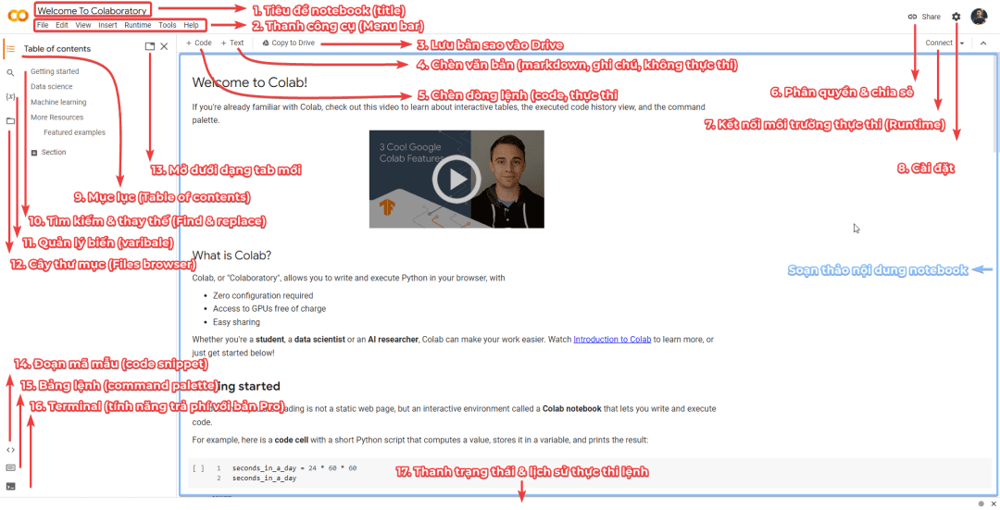 Welcome To Colaboratory
1. Tiêu đề notebook (title)
File Edit View Insert Runtime Tools Help
2. Thanh công cụ (Menu bar)
Share
Table of contents
+ Code + Text Copy to Drive
3. Lưu bản sao vào Drive
Connect
4. Chèn văn bản (markdown, ghi chú, không thực thi)
Getting started
Data science
Machine learning
More Resources
Featured examples
Section
Welcome to Colab!
5. Chèn dòng lệnh (code, thực thi
6. Phân quyền & chia sẻ
If you're already familiar with Colab, check out this video to learn about interactive tables, the executed code history view, and the command
palette.
7. Kết nối môi trường thực thi (Runtime)
3 Cool Google
Colab Features
8. Cài đặt
13. Mở dưới dạng tab mới
9. Mục lục (Table of contents)
10. Tìm kiếm & thay thế (Find & replace)
11. Quản lý biến (varibale)
12. Cây thư mục (Files browser)
What is Colab?
Soạn thảo nội dung notebook
Colab, or "Colaboratory", allows you to write and execute Python in your browser, with
• Zero configuration required
• Access to GPUs free of charge
• Easy sharing
Whether you're a student, a data scientist or an AI researcher, Colab can make your work easier. Watch Introduction to Colab to learn more, or
just get started below!
14. Đoạn mã mẫu (code snippet)
15. Bảng lệnh (command palette)
started
16. Terminal (tính năng trả phí với bản Pro)
is not a static web page, but an interactive environment called a Colab notebook that lets you write and execute
code.
For example, here is a code cell with a short Python script that computes a value, stores it in a variable, and prints the result:
[ ] 1 seconds_in_a_day = 24 * 60 * 60
2 seconds_in_a_day
17. Thanh trạng thái & lịch sử thực thi lệnh